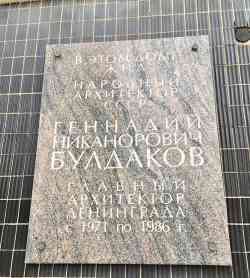 В ЭТОМ ДОМЕ
НАРОДНЫЙ
АРХИТЕКТОР
СССР
ГЕННАДИЙ
НИКАНОРОВИЧ
БУЛДАКОВ
ГЛАВНЫЙ
АРХИТЕКТОР
ЛЕНИНГРАДА
с 1971 по 1986 г.